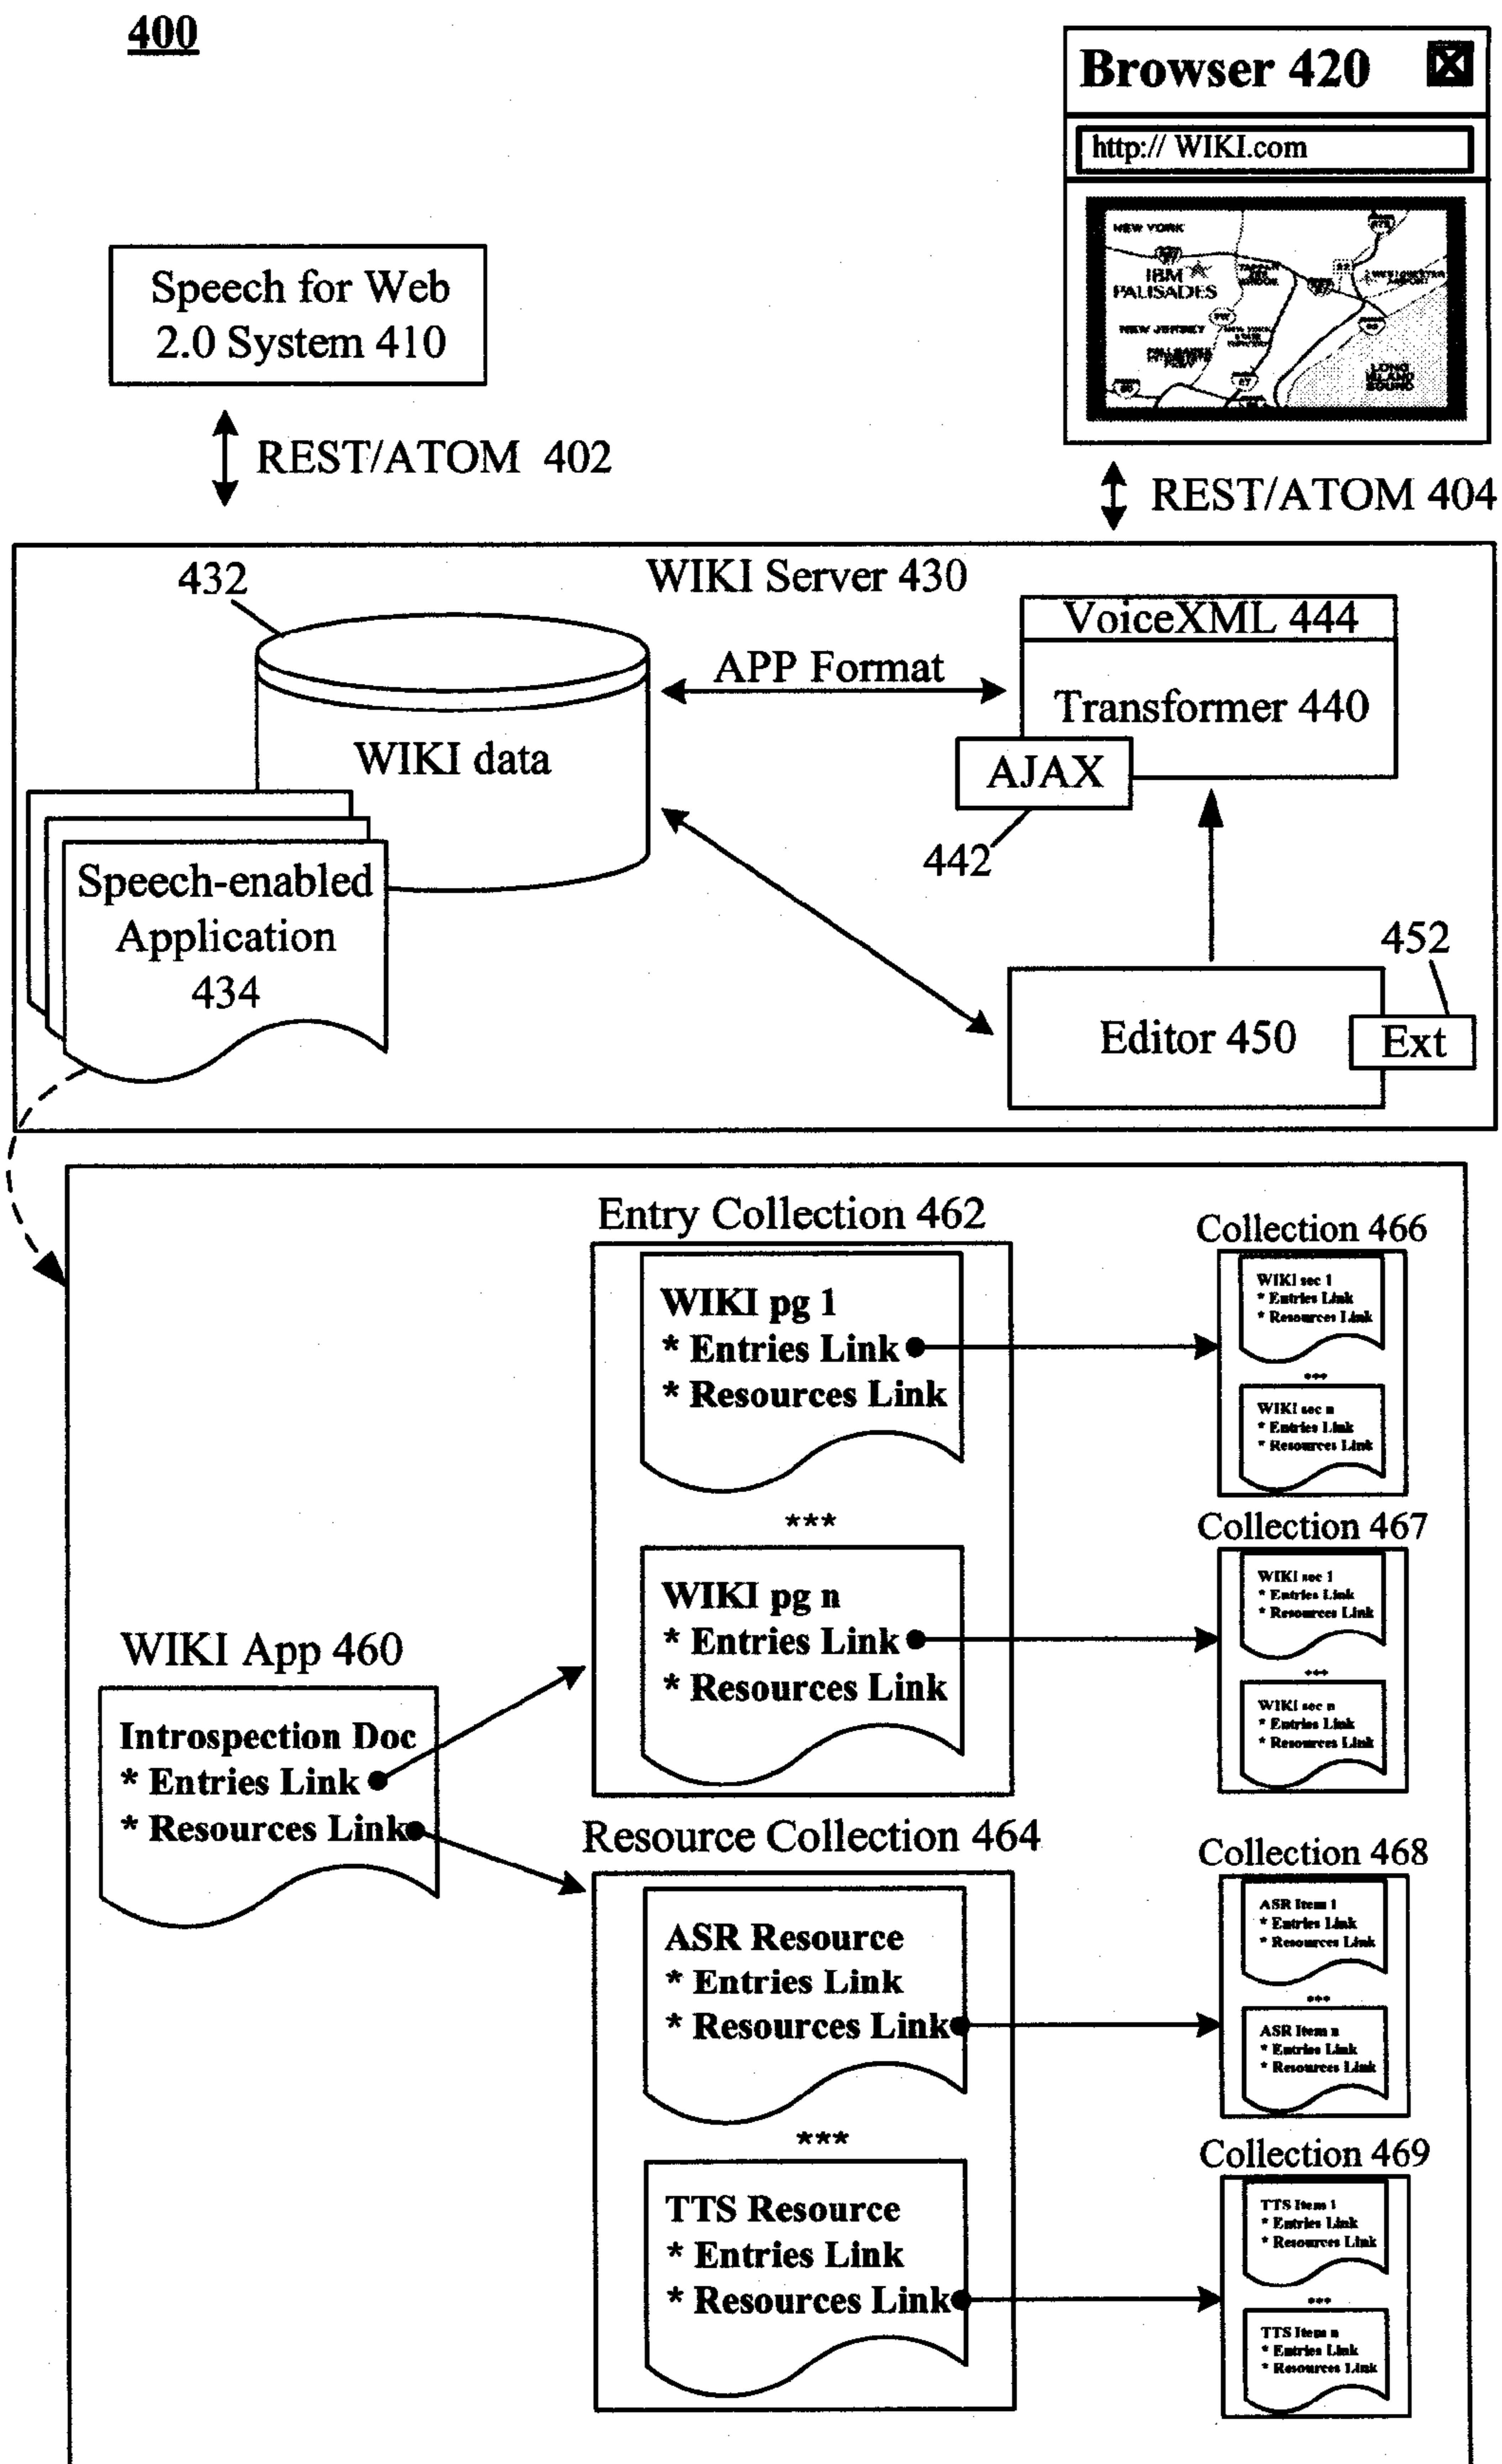 400
Browser 420
http:// WIKI.com
NEW YORK
IBM
PALISADES
NEW JERSEY
LONG
ISLAND
SOUND
Speech for Web
2.0 System 410
REST/ATOM 402
REST/ATOM 404
WIKI Server 430
432
VoiceXML 444
APP Format
Transformer 440
WIKI data
AJAX
442
Speech-enabled
Application
434
452
Editor 450
Ext
Entry Collection 462
WIKI pg 1
* Entries Link
* Resources Link
***
WIKI pg n
* Entries Link
* Resources Link
Collection 466
WIKI sec 1
* Entries Link
* Resources Link
***
WIKI sec n
* Entries Link
* Resources Link
Collection 467
WIKI sec 1
* Entries Link
* Resources Link
***
WIKI sec n
* Entries Link
* Resources Link
WIKI App 460
Introspection Doc
* Entries Link
* Resources Link
Resource Collection 464
ASR Resource
* Entries Link
* Resources Link
***
TTS Resource
* Entries Link
* Resources Link
Collection 468
ASR Item 1
* Entries Link
* Resources Link
***
ASR Item n
* Entries Link
* Resources Link
Collection 469
TTS Item 1
* Entries Link
* Resources Link
***
TTS Item n
* Entries Link
* Resources Link